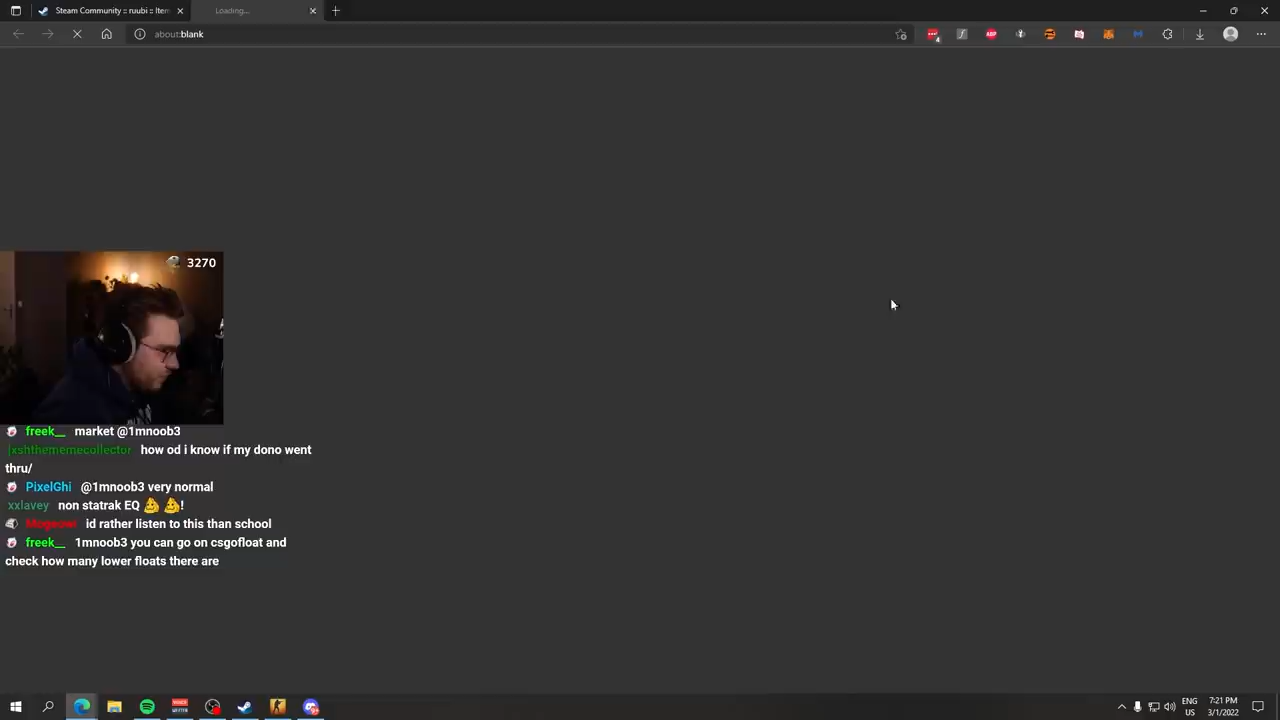 Steam Community :: ruubi :: Item
Loading...
about:blank
ABP
3270
freek__ market @1mnoob3
how od i know if my dono went
thru/
PixelGhi @1mnoob3 very normal
xxlavey non statrak EQ !
id rather listen to this than school
freek__ 1mnoob3 you can go on csgofloat and
check how many lower floats there are
ENG
US
7:21 PM
3/1/2022